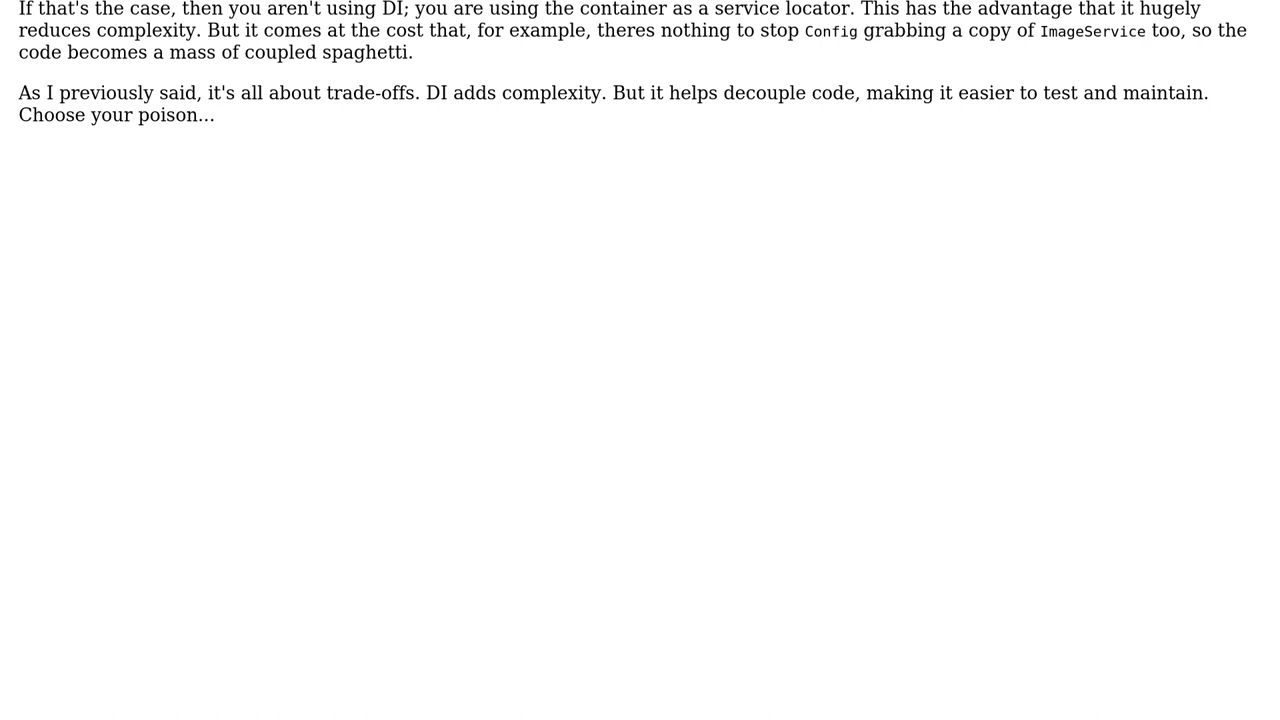 If that's the case, then you aren't using DI; you are using the container as a service locator. This has the advantage that it hugely
reduces complexity. But it comes at the cost that, for example, theres nothing to stop Config grabbing a copy of ImageService too, so the
code becomes a mass of coupled spaghetti.
As I previously said, it's all about trade-offs. DI adds complexity. But it helps decouple code, making it easier to test and maintain.
Choose your poison...